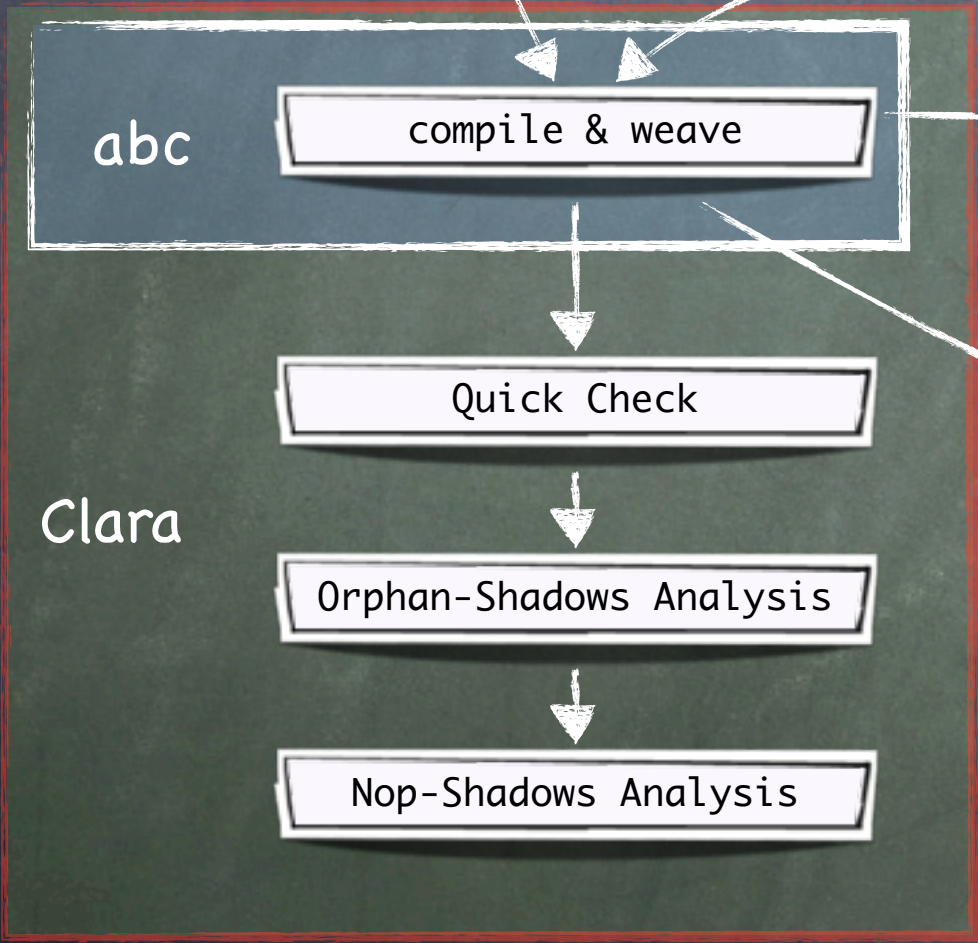 abc
compile & weave
Quick Check
Clara
Orphan-Shadows Analysis
Nop-Shadows Analysis